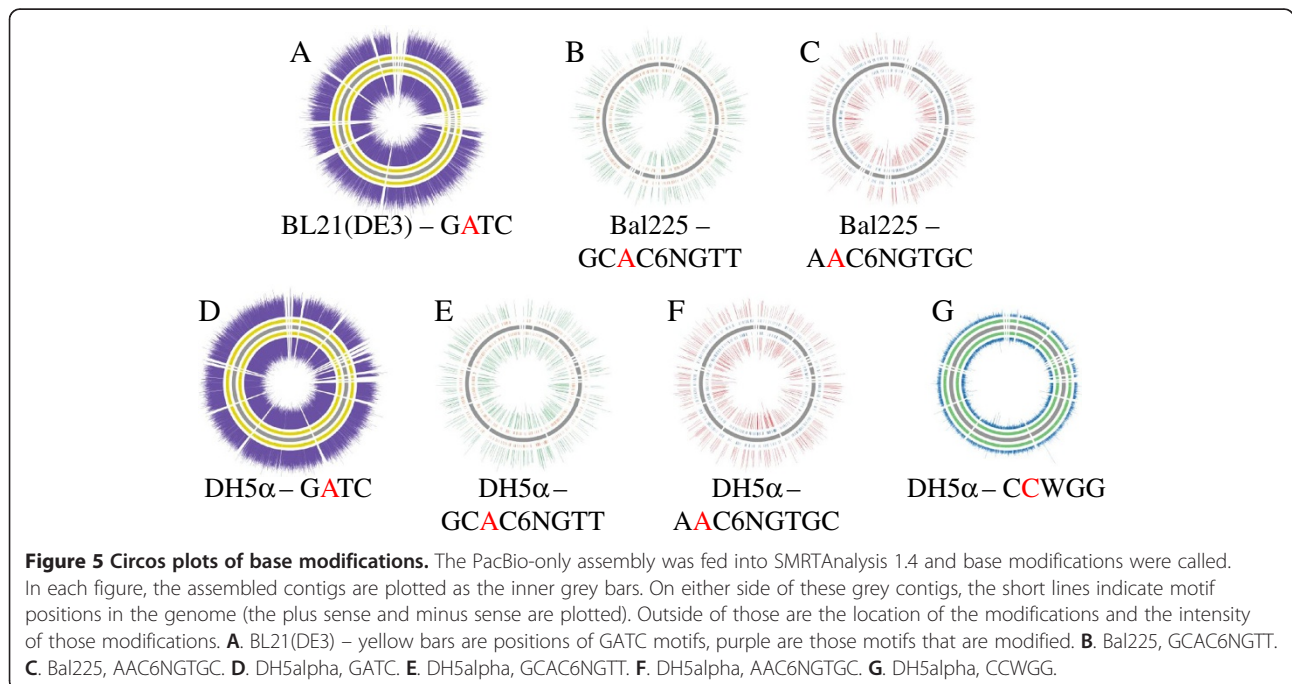 A
B
C
BL21(DE3) – GATC
Bal225 –
GCAC6NGTT
Bal225 –
AAC6NGTGC
D
E
F
G
DH5α – GATC
DH5α –
GCAC6NGTT
DH5α –
AAC6NGTGC
DH5α – CCWGG
Figure 5 Circos plots of base modifications. The PacBio-only assembly was fed into SMRTAnalysis 1.4 and base modifications were called.
In each figure, the assembled contigs are plotted as the inner grey bars. On either side of these grey contigs, the short lines indicate motif
positions in the genome (the plus sense and minus sense are plotted). Outside of those are the location of the modifications and the intensity
of those modifications. A. BL21(DE3) – yellow bars are positions of GATC motifs, purple are those motifs that are modified. B. Bal225, GCAC6NGTT.
C. Bal225, AAC6NGTGC. D. DH5alpha, GATC. E. DH5alpha, GCAC6NGTT. F. DH5alpha, AAC6NGTGC. G. DH5alpha, CCWGG.